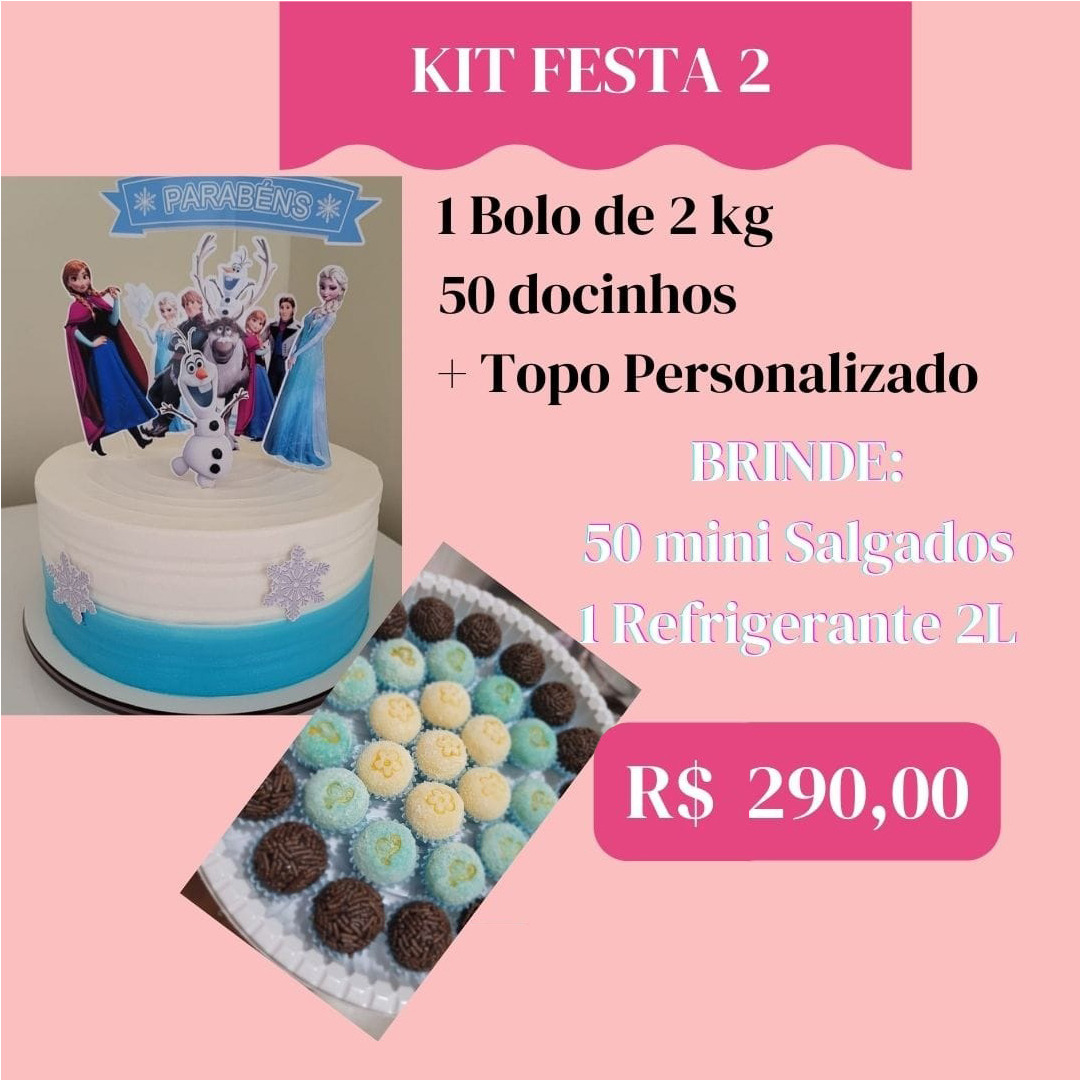 KIT FESTA 2
PARABÉNS
1 Bolo de 2 kg
50 docinhos
+ Topo Personalizado
BRINDE:
50 mini Salgados
1 Refrigerante 2L
R$ 290,00